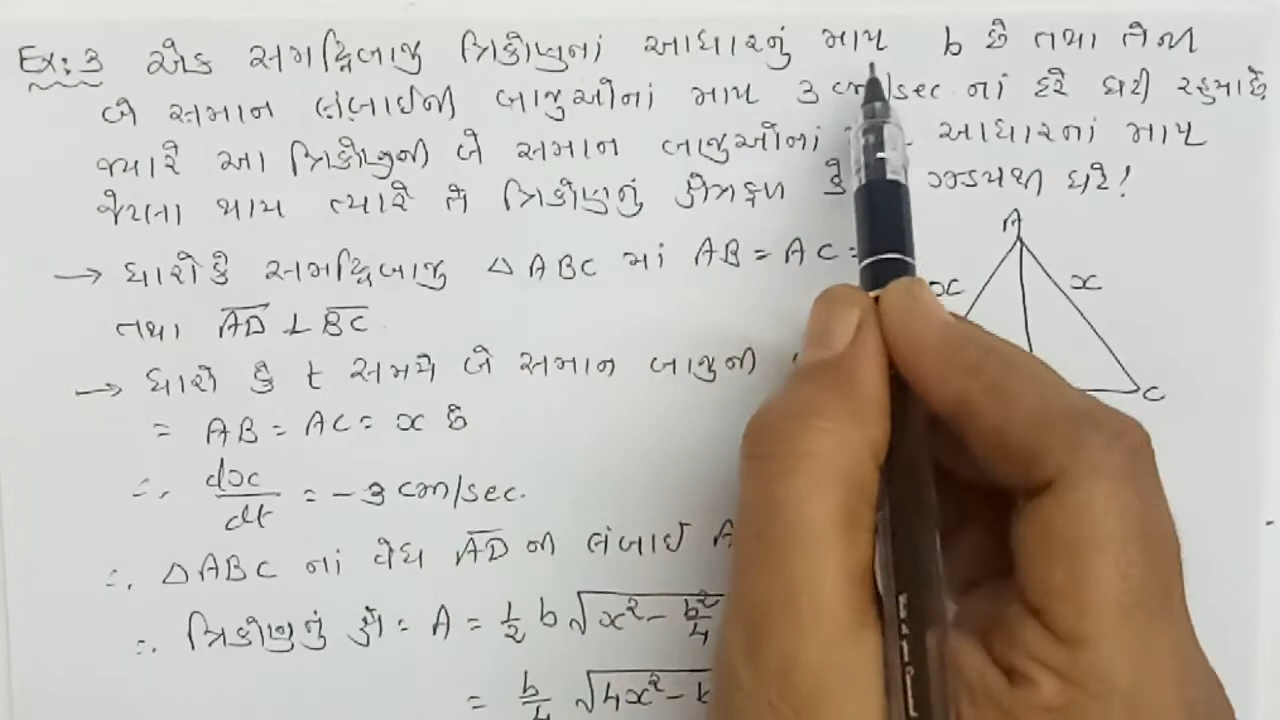 Ex: 3 એક સમદ્વિબાજુ ત્રિકોણનાં આધારનું માપ b છે તથા તેની
બે સમાન લંબાઈની બાજુઓનાં માપ 3 cm/sec નાં દરે ઘટી રહ્યા છે
જ્યારે આ ત્રિકોણની બે સમાન બાજુઓનાં આધારનાં માપ
જેટલા થાય ત્યારે તે ત્રિકોણનું ક્ષેત્રફળ કે ઝડપથી ઘટે!
→ ધારો કે સમદ્વિબાજુ △ABC માં AB = AC =
તથા AD ⊥ BC
→ ધારો કે t સમયે બે સમાન બાજુની
= AB = AC = x છે
∴ dx/dt = -3 cm/sec.
∴ △ABC નાં વેધ AD ની લંબાઈ A
∴ ત્રિકોણનું ક્ષે = A = 1/2 b √x² - b²/4
= b/4 √4x² - b
A
x
x
C